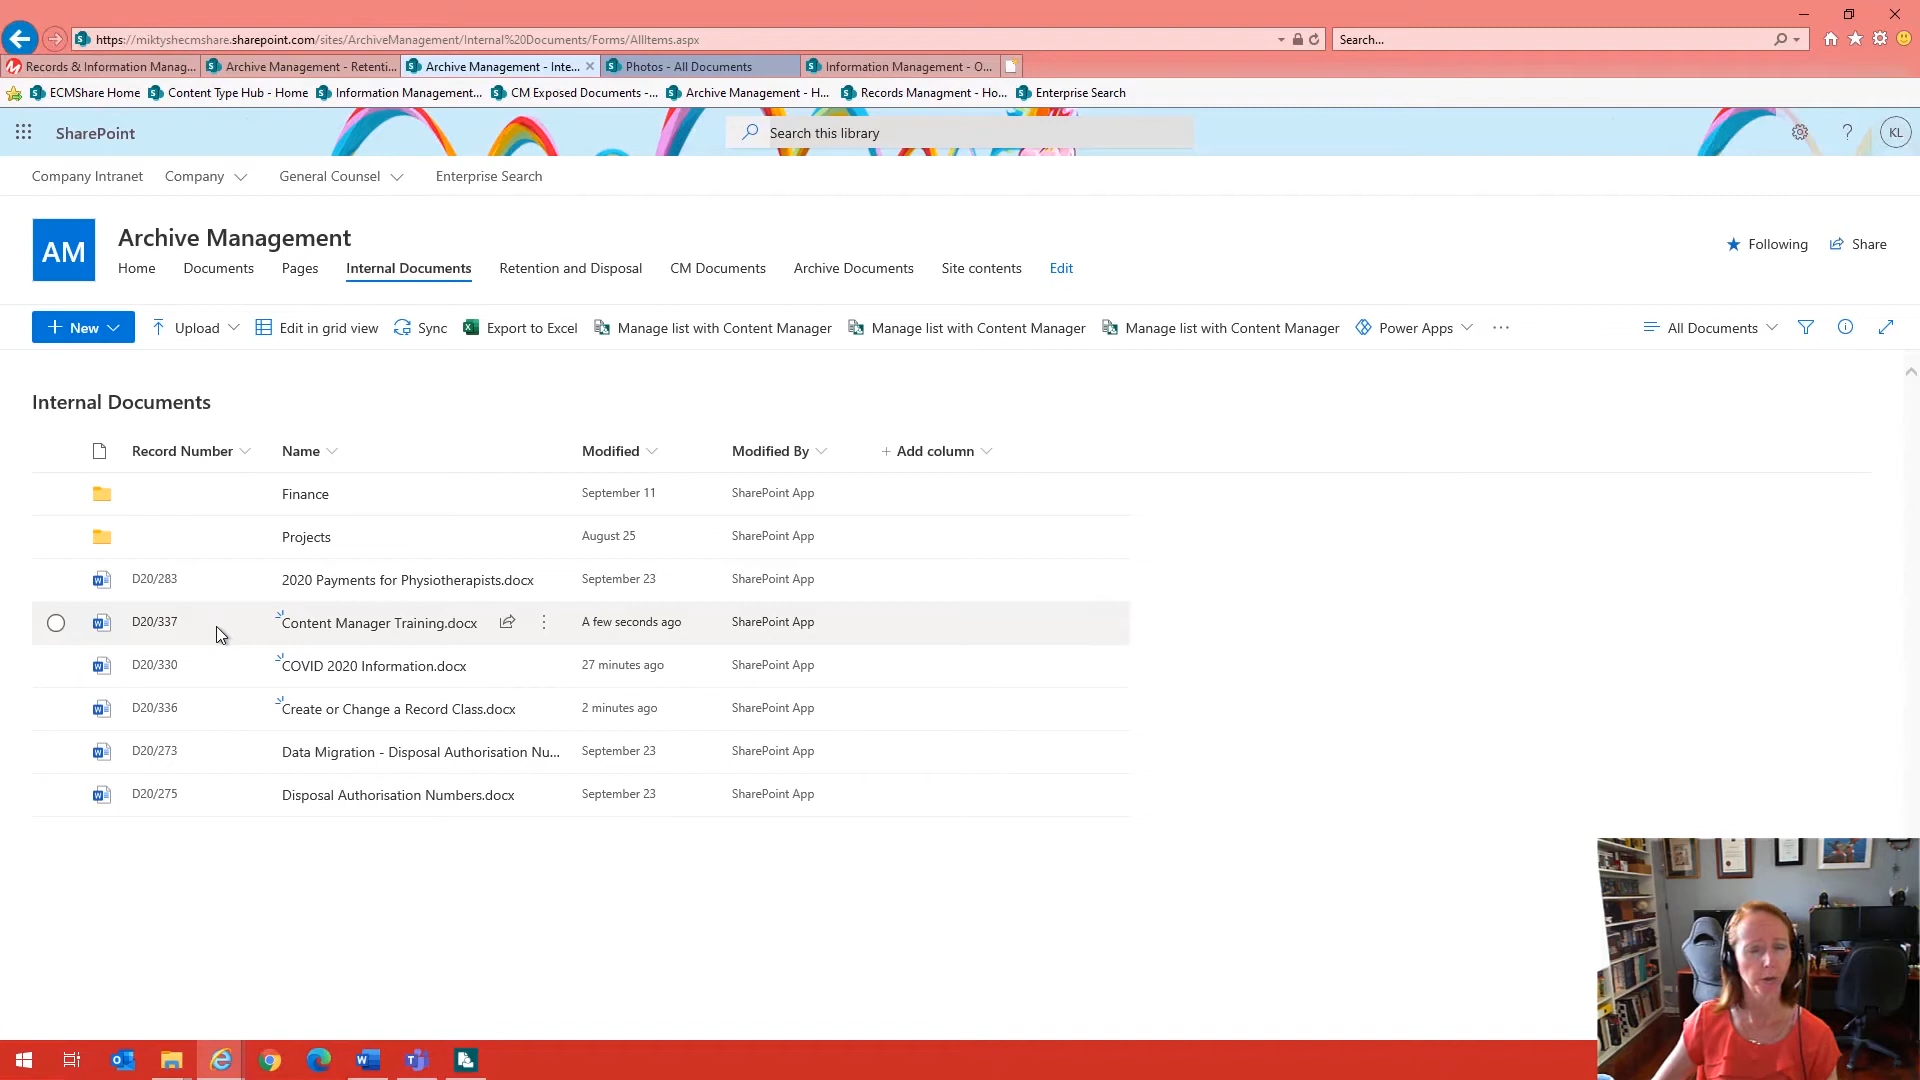 https://miktyshecmshare.sharepoint.com/sites/ArchiveManagement/Internal%20Documents/Forms/AllItems.aspx
Search...
Records & Information Manag...
Archive Management - Retenti...
Archive Management - Inte...
Photos - All Documents
Information Management - O...
ECMShare Home
Content Type Hub - Home
Information Management...
CM Exposed Documents -...
Archive Management - H...
Records Managment - Ho...
Enterprise Search
SharePoint
Search this library
?
KL
Company Intranet
Company
General Counsel
Enterprise Search
AM
Archive Management
Following
Share
Home
Documents
Pages
Internal Documents
Retention and Disposal
CM Documents
Archive Documents
Site contents
Edit
+ New
Upload
Edit in grid view
Sync
Export to Excel
Manage list with Content Manager
Manage list with Content Manager
Manage list with Content Manager
Power Apps
...
All Documents
Internal Documents
Record Number
Name
Modified
Modified By
+ Add column
Finance September 11 SharePoint App
Projects August 25 SharePoint App
D20/283 2020 Payments for Physiotherapists.docx September 23 SharePoint App
D20/337 Content Manager Training.docx A few seconds ago SharePoint App
D20/330 COVID 2020 Information.docx 27 minutes ago SharePoint App
D20/336 Create or Change a Record Class.docx 2 minutes ago SharePoint App
D20/273 Data Migration - Disposal Authorisation Nu... September 23 SharePoint App
D20/275 Disposal Authorisation Numbers.docx September 23 SharePoint App